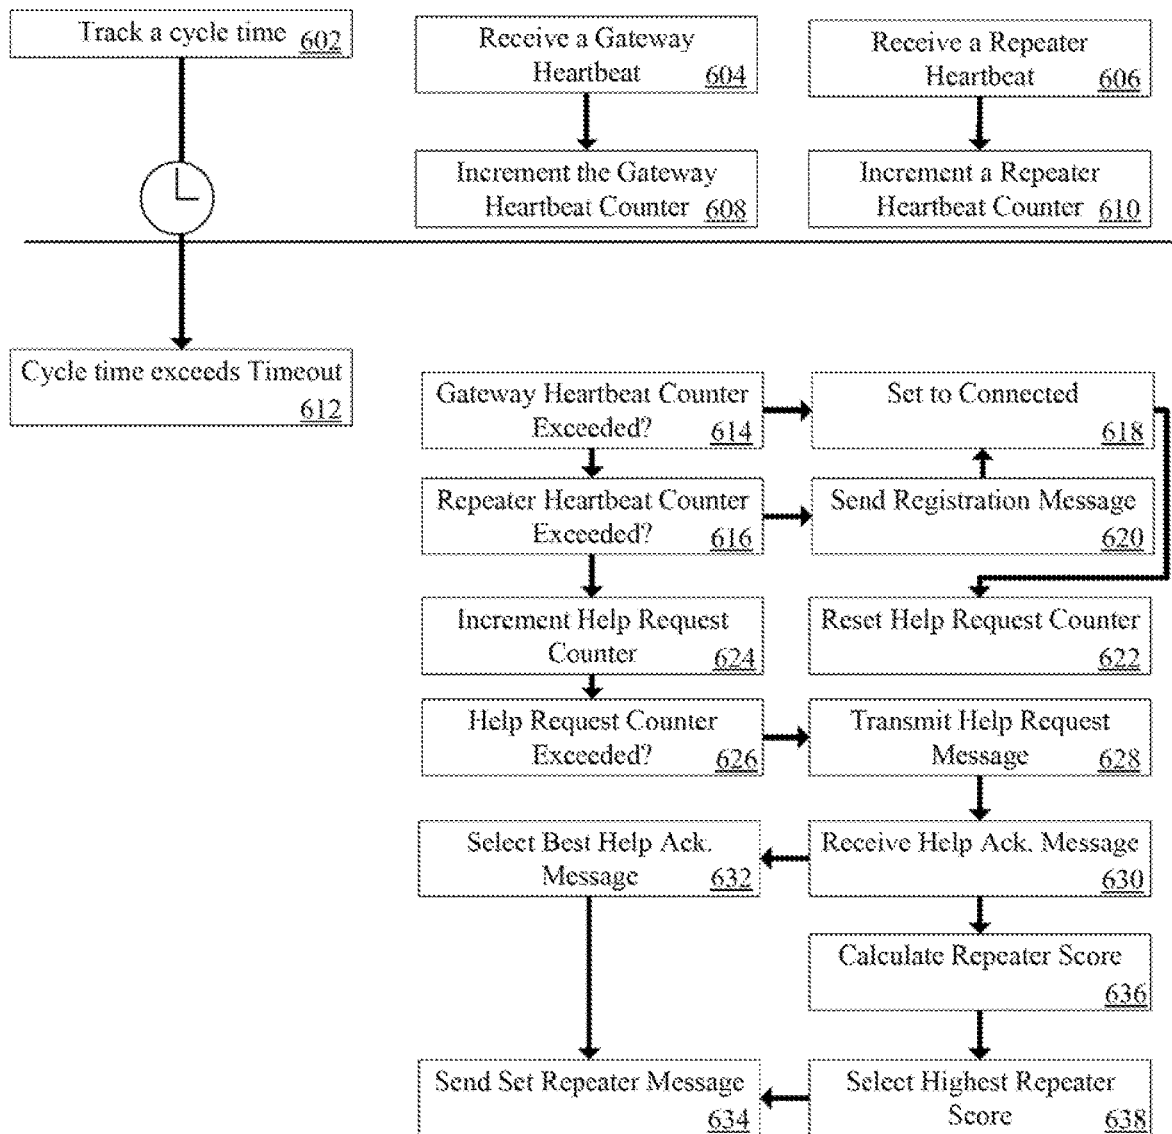 Track a cycle time 602
Receive a Gateway
Heartbeat 604
Receive a Repeater
Heartbeat 606
Increment the Gateway
Heartbeat Counter 608
Increment a Repeater
Heartbeat Counter 610
Cycle time exceeds Timeout
612
Gateway Heartbeat Counter
Exceeded? 614
Set to Connected
618
Repeater Heartbeat Counter
Exceeded? 616
Send Registration Message
620
Increment Help Request
Counter 624
Reset Help Request Counter
622
Help Request Counter
Exceeded? 626
Transmit Help Request
Message 628
Select Best Help Ack.
Message 632
Receive Help Ack. Message
630
Calculate Repeater Score
636
Send Set Repeater Message
634
Select Highest Repeater
Score 638